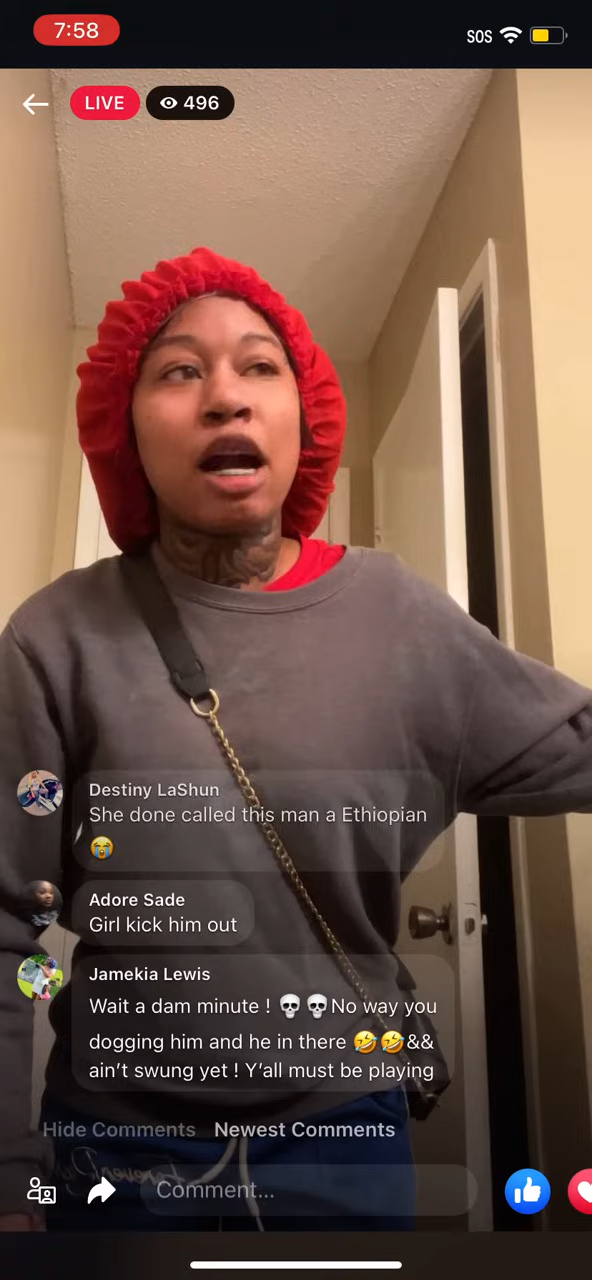 7:58
SOS
LIVE
496
Destiny LaShun
She done called this man a Ethiopian
😭
Adore Sade
Girl kick him out
Jamekia Lewis
Wait a dam minute ! 💀💀No way you
dogging him and he in there 🤣🤣&&
ain’t swung yet ! Y’all must be playing
Hide Comments Newest Comments
Comment...